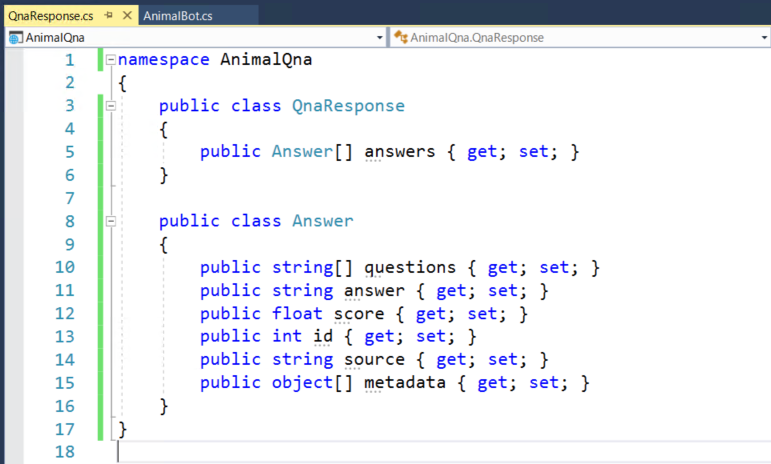 QnaResponse.cs AnimalBot.cs
AnimalQna AnimalQna.QnaResponse
1 namespace AnimalQna
2 {
3 public class QnaResponse
4 {
5 public Answer[] answers { get; set; }
6 }
7
8 public class Answer
9 {
10 public string[] questions { get; set; }
11 public string answer { get; set; }
12 public float score { get; set; }
13 public int id { get; set; }
14 public string source { get; set; }
15 public object[] metadata { get; set; }
16 }
17 }
18